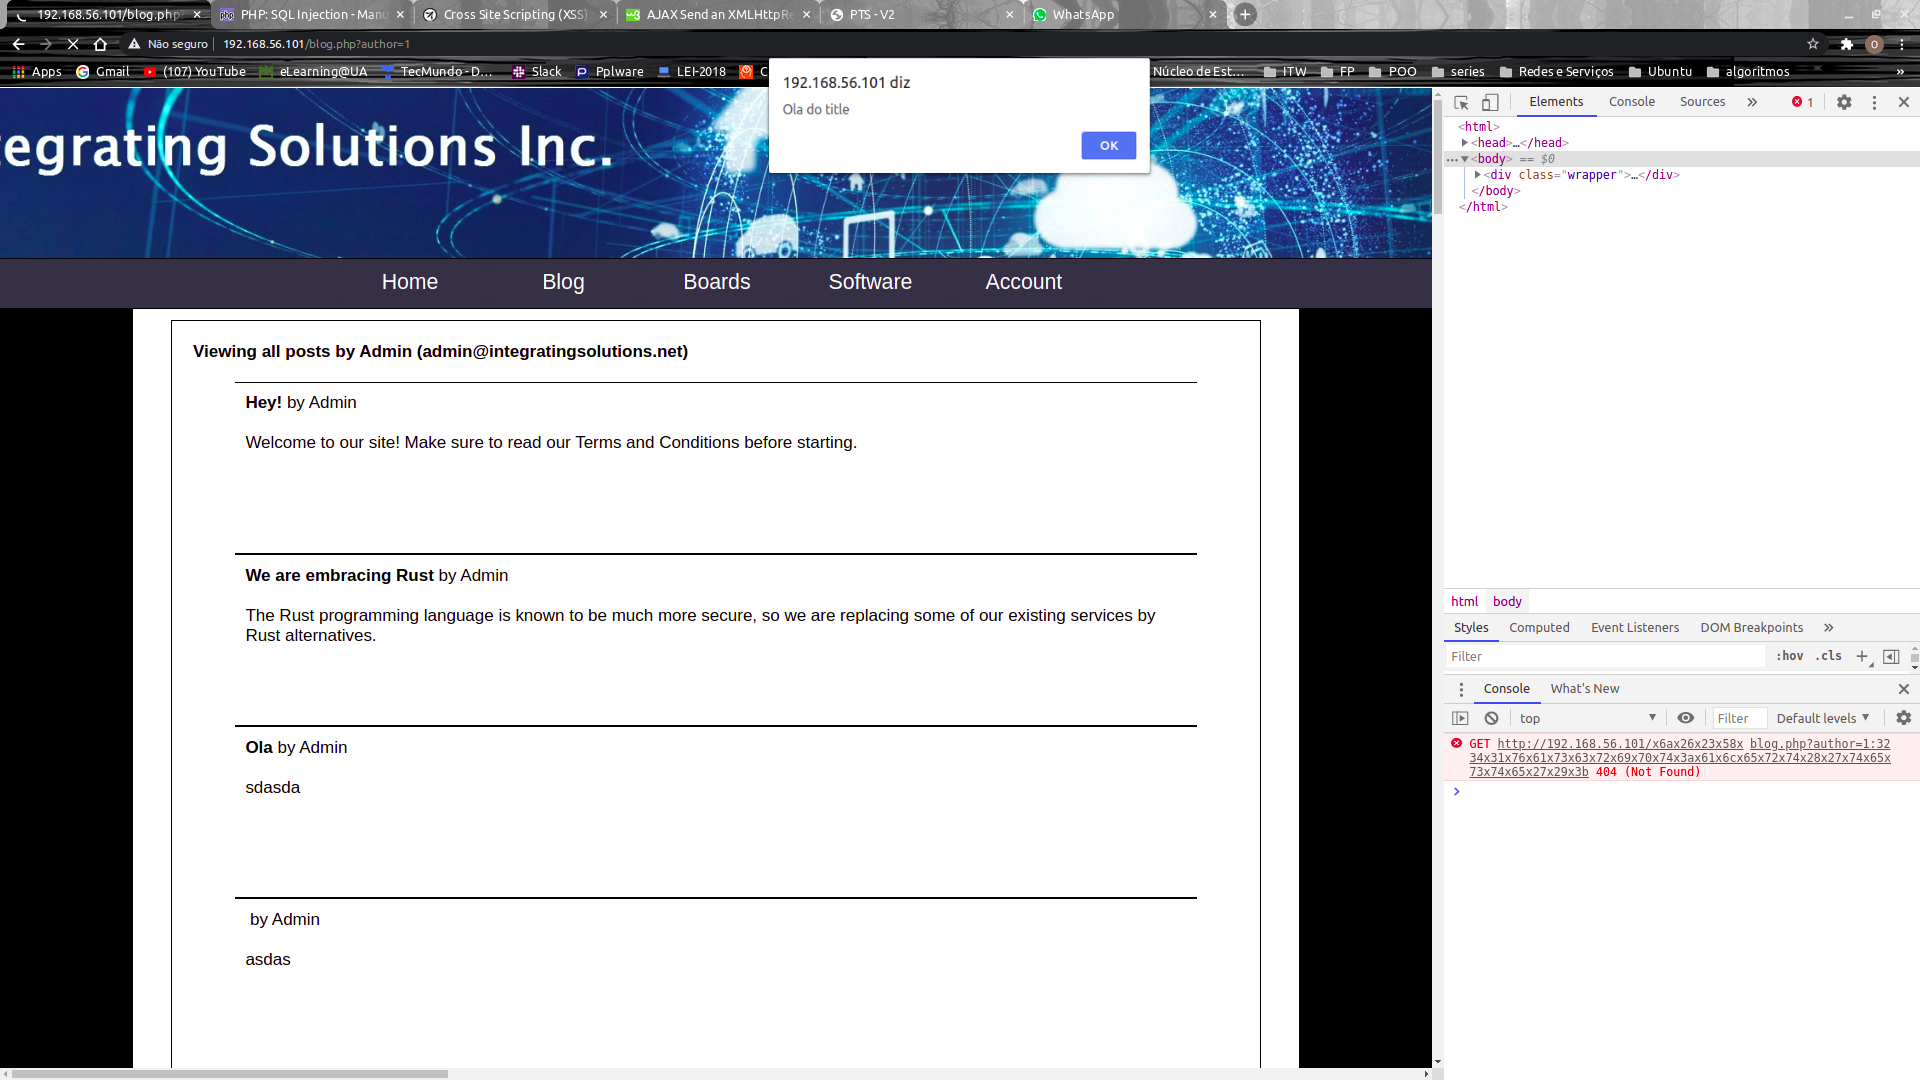 192.168.56.101/blog.php?
PHP: SQL Injection - Manu
Cross Site Scripting (XSS)
AJAX Send an XMLHttpRe
PTS - V2
WhatsApp
Não seguro
192.168.56.101/blog.php?author=1
O
Apps
Gmail
(107) YouTube
eLearning@UA
TecMundo - D…
Slack
Pplware
LEI-2018
C
Núcleo de Est…
ITW
FP
POO
series
Redes e Serviços
Ubuntu
algoritmos
»
192.168.56.101 diz
Ola do title
OK
tegrating Solutions Inc.
Home
Blog
Boards
Software
Account
Viewing all posts by Admin (admin@integratingsolutions.net)
Hey! by Admin
Welcome to our site! Make sure to read our Terms and Conditions before starting.
We are embracing Rust by Admin
The Rust programming language is known to be much more secure, so we are replacing some of our existing services by
Rust alternatives.
Ola by Admin
sdasda
by Admin
asdas
Elements
Console
Sources
»
1
<html>
<head>…</head>
<body> == $0
<div class="wrapper">…</div>
</body>
</html>
html
body
Styles
Computed
Event Listeners
DOM Breakpoints
»
Filter
:hov
.cls
Console
What's New
top
Filter
Default levels
GET http://192.168.56.101/x6ax26x23x58x blog.php?author=1:32
34x31x76x61x73x63x72x69x70x74x3ax61x6cx65x72x74x28x27x74x65x
73x74x65x27x29x3b 404 (Not Found)